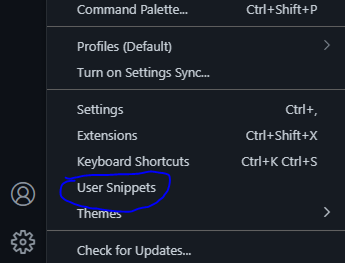 Command Palette... Ctrl+Shift+P
Profiles (Default)
Turn on Settings Sync...
Settings Ctrl+,
Extensions Ctrl+Shift+X
Keyboard Shortcuts Ctrl+K Ctrl+S
User Snippets
Themes
Check for Updates...